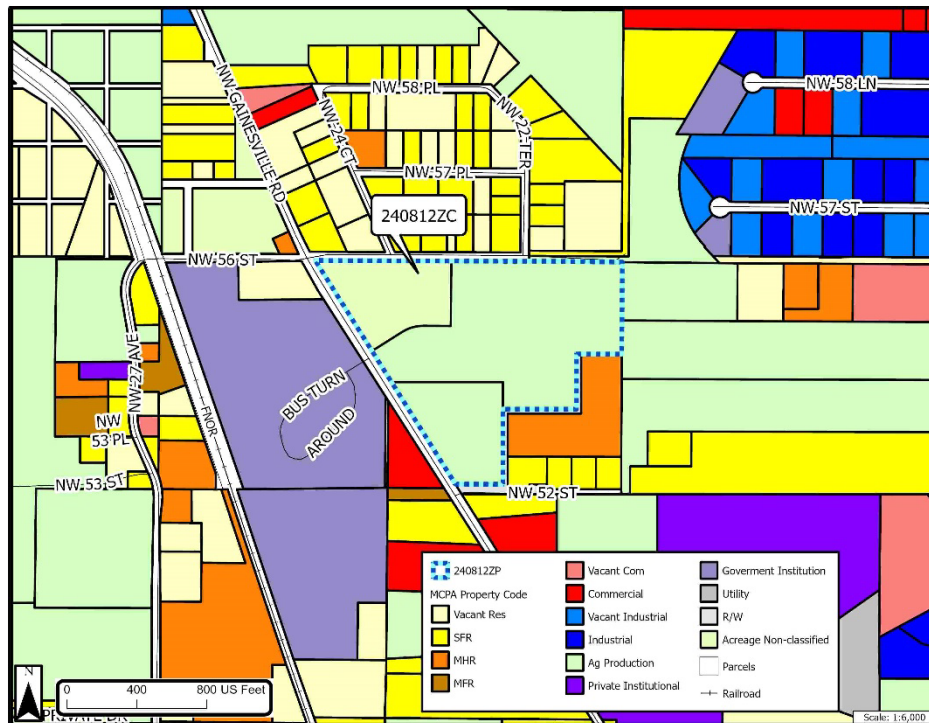 NW 58 PL
NW 58 LN
NW GAINESVILLE RD
NW 24 CT
NW 22 TER
NW 57 PL
NW 57 ST
240812ZC
NW 56 ST
NW 27 AVE
BUS TURN
AROUND
FNOR
NW
53 PL
NW 53 ST
NW 52 ST
240812ZP
MCPA Property Code
Vacant Res
SFR
MHR
MFR
Vacant Com
Commercial
Vacant Industrial
Industrial
Ag Production
Private Institutional
Goverment Institution
Utility
R/W
Acreage Non-classified
Parcels
Railroad
N
0 400 800 US Feet
PRIVATE DR
Scale: 1:6,000